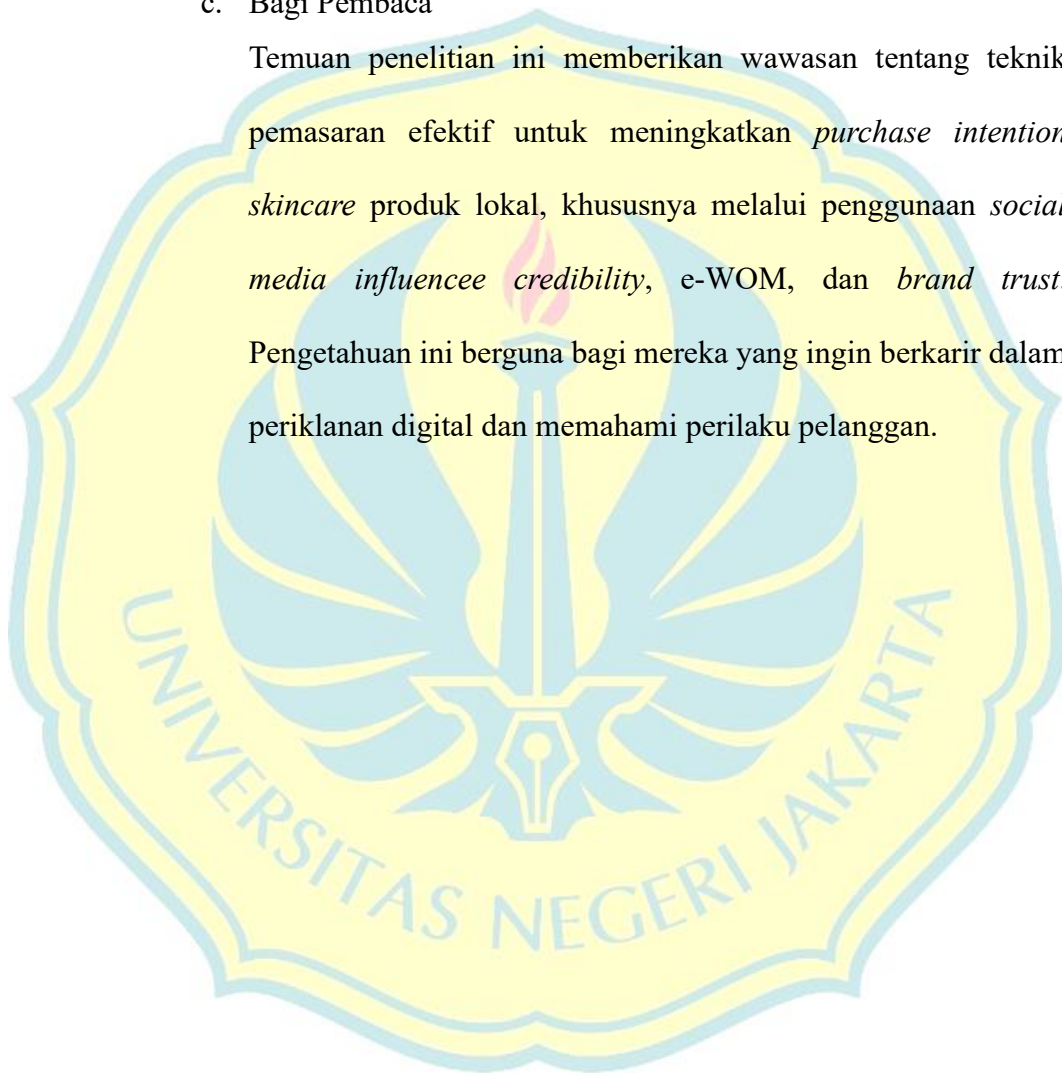 c. Bagi Pembaca
Temuan penelitian ini memberikan wawasan tentang teknik
pemasaran efektif untuk meningkatkan purchase intention
skincare produk lokal, khususnya melalui penggunaan social
media influencee credibility, e-WOM, dan brand trust.
Pengetahuan ini berguna bagi mereka yang ingin berkarir dalam
periklanan digital dan memahami perilaku pelanggan.
UNIVERSITAS NEGERI JAKARTA